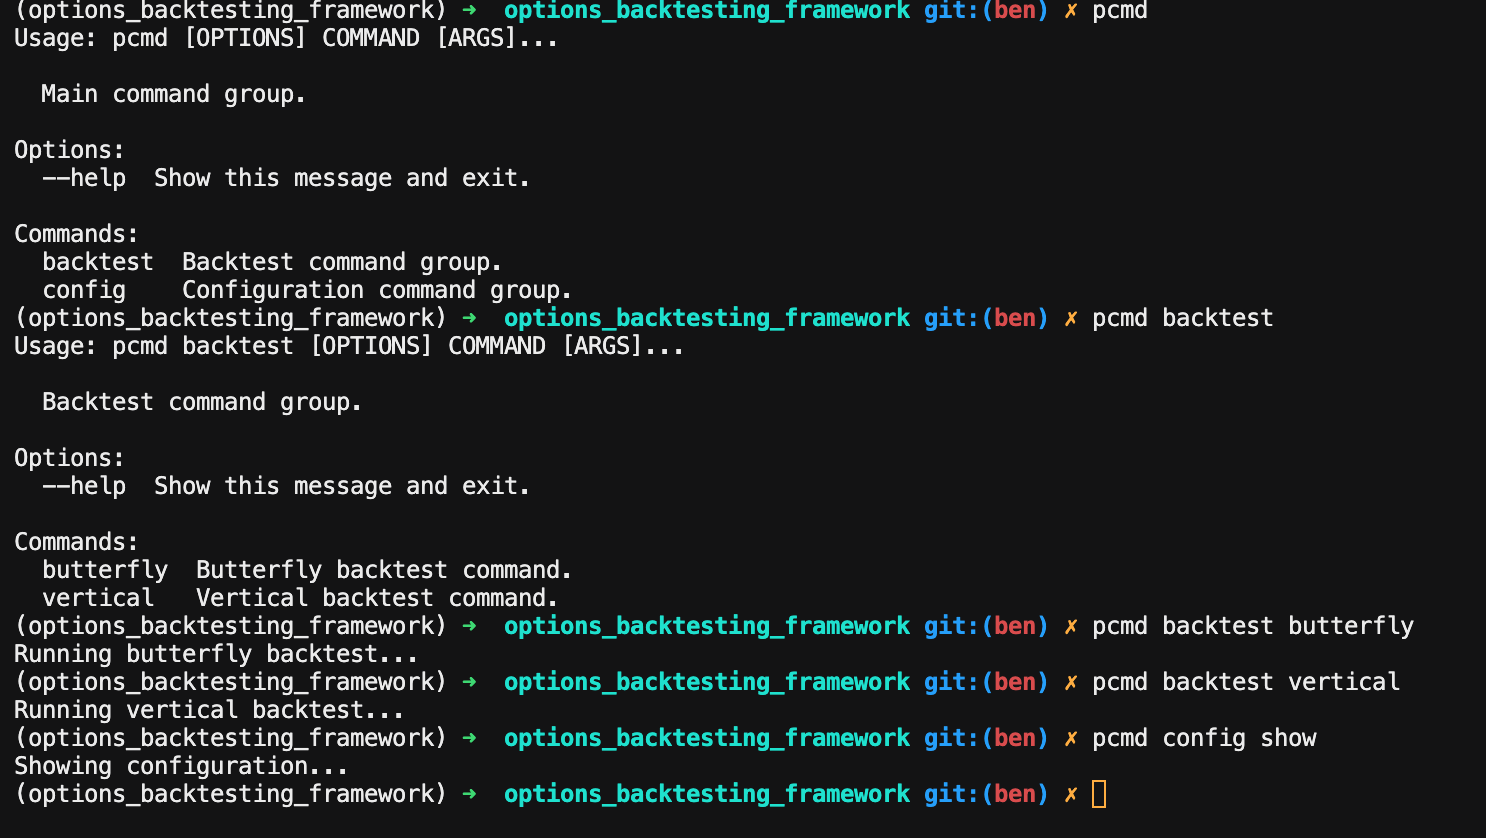 (options_backtesting_framework) ➜  options_backtesting_framework git:(ben) ✗ pcmd
Usage: pcmd [OPTIONS] COMMAND [ARGS]...

  Main command group.

Options:
  --help  Show this message and exit.

Commands:
  backtest  Backtest command group.
  config    Configuration command group.
(options_backtesting_framework) ➜  options_backtesting_framework git:(ben) ✗ pcmd backtest
Usage: pcmd backtest [OPTIONS] COMMAND [ARGS]...

  Backtest command group.

Options:
  --help  Show this message and exit.

Commands:
  butterfly  Butterfly backtest command.
  vertical   Vertical backtest command.
(options_backtesting_framework) ➜  options_backtesting_framework git:(ben) ✗ pcmd backtest butterfly
Running butterfly backtest...
(options_backtesting_framework) ➜  options_backtesting_framework git:(ben) ✗ pcmd backtest vertical
Running vertical backtest...
(options_backtesting_framework) ➜  options_backtesting_framework git:(ben) ✗ pcmd config show
Showing configuration...
(options_backtesting_framework) ➜  options_backtesting_framework git:(ben) ✗